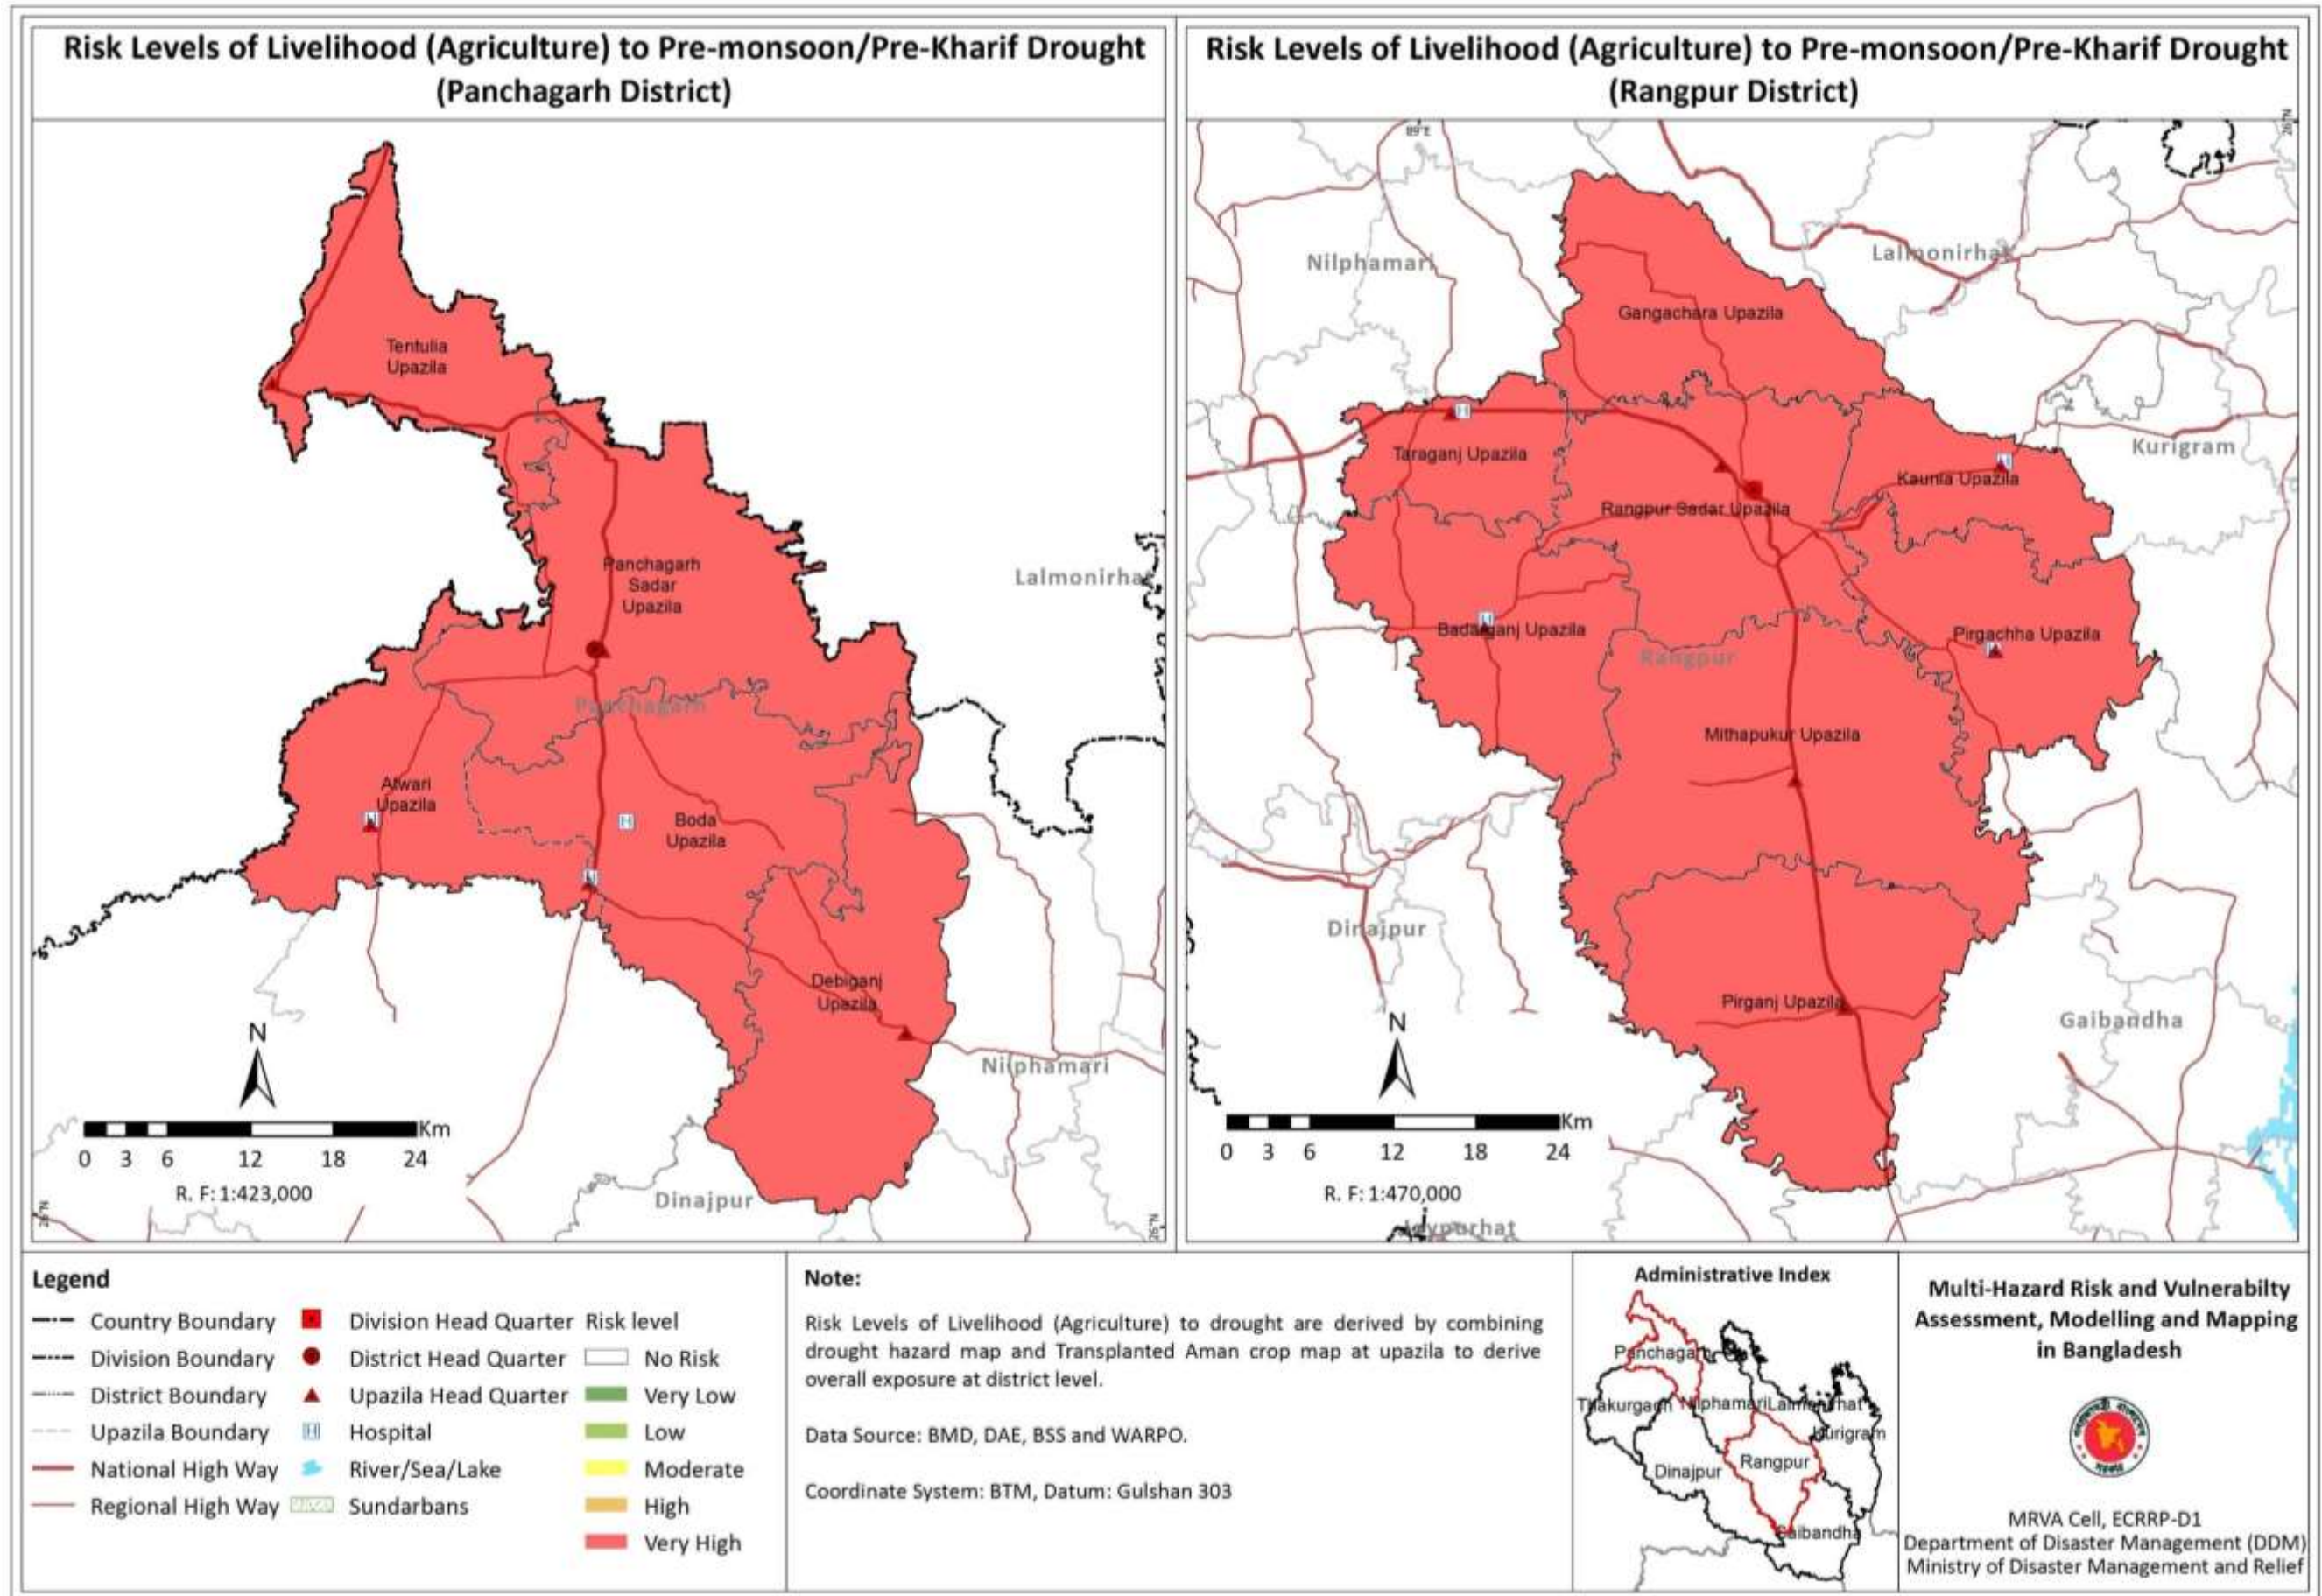 Risk Levels of Livelihood (Agriculture) to Pre-monsoon/Pre-Kharif Drought
(Panchagarh District)
Tentulia
Upazila
Panchagarh
Sadar
Upazila
Lalmonirha
Panchagarh
Atwari
Upazila
H
H
Boda
Upazila
H
Debiganj
Upazila
Nilphamari
Dinajpur
N
Km
0 3 6 12 18 24
R. F: 1:423,000
26°N
26°N
Risk Levels of Livelihood (Agriculture) to Pre-monsoon/Pre-Kharif Drought
(Rangpur District)
89°E
26°N
Nilphamari
Lalmonirhat
Gangachara Upazila
H
Taraganj Upazila
Kurigram
H
Kaunia Upazila
Rangpur Sadar Upazila
H
Badarganj Upazila
Pirgachha Upazila
H
Rangpur
Mithapukur Upazila
Dinajpur
Pirganj Upazila
Gaibandha
N
Km
0 3 6 12 18 24
R. F: 1:470,000
Joypurhat
Legend
Country Boundary
Division Boundary
District Boundary
Upazila Boundary
National High Way
Regional High Way
Division Head Quarter
District Head Quarter
Upazila Head Quarter
H Hospital
River/Sea/Lake
Sundarbans
Risk level
No Risk
Very Low
Low
Moderate
High
Very High
Note:
Risk Levels of Livelihood (Agriculture) to drought are derived by combining
drought hazard map and Transplanted Aman crop map at upazila to derive
overall exposure at district level.
Data Source: BMD, DAE, BSS and WARPO.
Coordinate System: BTM, Datum: Gulshan 303
Administrative Index
Panchagarh
Thakurgaon
Nilphamari
Lalmonirhat
Kurigram
Rangpur
Dinajpur
Gaibandha
Multi-Hazard Risk and Vulnerabilty
Assessment, Modelling and Mapping
in Bangladesh
MRVA Cell, ECRRP-D1
Department of Disaster Management (DDM)
Ministry of Disaster Management and Relief